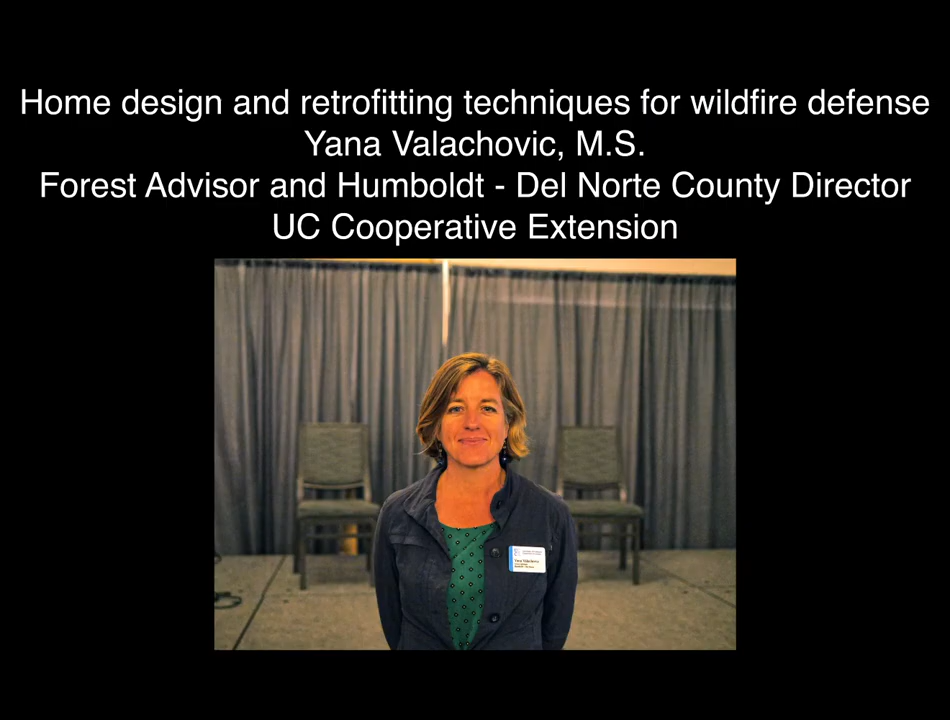 Home design and retrofitting techniques for wildfire defense
Yana Valachovic, M.S.
Forest Advisor and Humboldt - Del Norte County Director
UC Cooperative Extension